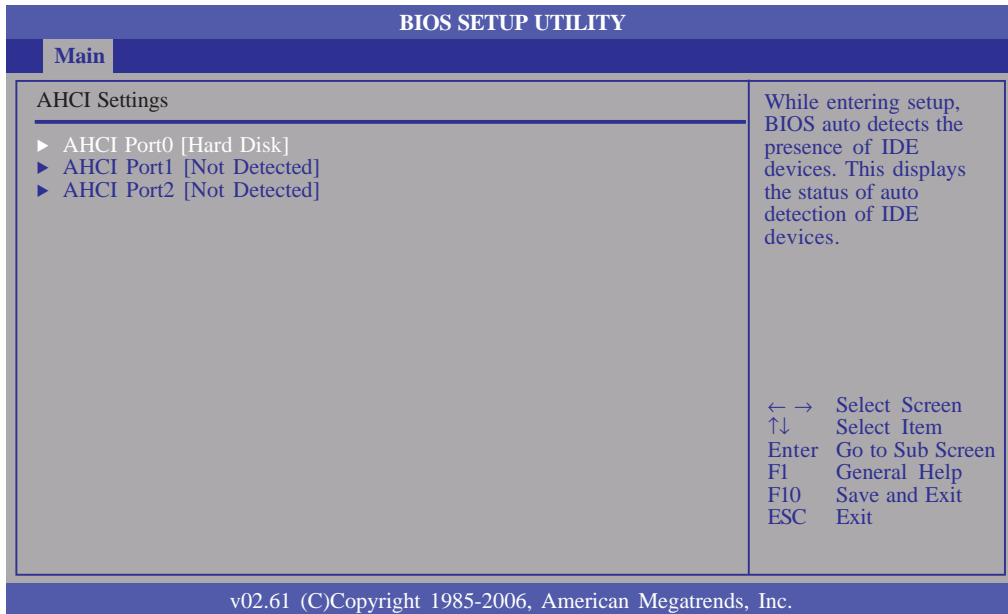 BIOS SETUP UTILITY
Main
AHCI Settings
▶ AHCI Port0 [Hard Disk]
▶ AHCI Port1 [Not Detected]
▶ AHCI Port2 [Not Detected]
While entering setup,
BIOS auto detects the
presence of IDE
devices. This displays
the status of auto
detection of IDE
devices.
← → Select Screen
↑↓ Select Item
Enter Go to Sub Screen
F1 General Help
F10 Save and Exit
ESC Exit
v02.61 (C)Copyright 1985-2006, American Megatrends, Inc.